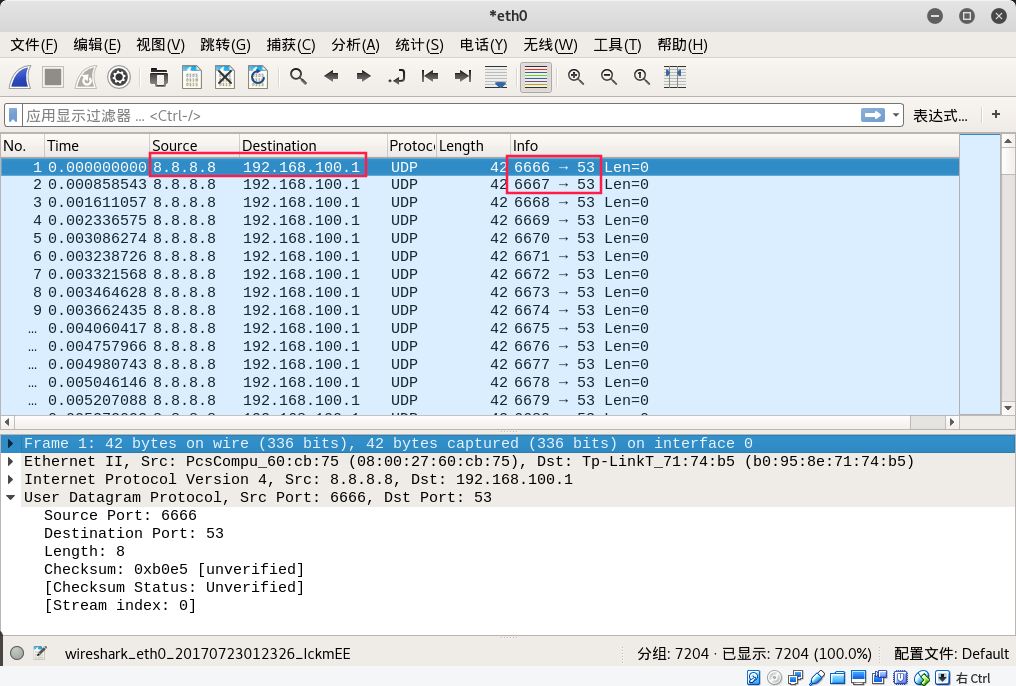 *eth0
文件(F) 编辑(E) 视图(V) 跳转(G) 捕获(C) 分析(A) 统计(S) 电话(Y) 无线(W) 工具(T) 帮助(H)
应用显示过滤器 … <Ctrl-/> 表达式… +
No. Time Source Destination Protoc Length Info
1 0.000000000 8.8.8.8 192.168.100.1 UDP 42 6666 → 53 Len=0
2 0.000858543 8.8.8.8 192.168.100.1 UDP 42 6667 → 53 Len=0
3 0.001611057 8.8.8.8 192.168.100.1 UDP 42 6668 → 53 Len=0
4 0.002336575 8.8.8.8 192.168.100.1 UDP 42 6669 → 53 Len=0
5 0.003086274 8.8.8.8 192.168.100.1 UDP 42 6670 → 53 Len=0
6 0.003238726 8.8.8.8 192.168.100.1 UDP 42 6671 → 53 Len=0
7 0.003321568 8.8.8.8 192.168.100.1 UDP 42 6672 → 53 Len=0
8 0.003464628 8.8.8.8 192.168.100.1 UDP 42 6673 → 53 Len=0
9 0.003662435 8.8.8.8 192.168.100.1 UDP 42 6674 → 53 Len=0
… 0.004060417 8.8.8.8 192.168.100.1 UDP 42 6675 → 53 Len=0
… 0.004757966 8.8.8.8 192.168.100.1 UDP 42 6676 → 53 Len=0
… 0.004980743 8.8.8.8 192.168.100.1 UDP 42 6677 → 53 Len=0
… 0.005046146 8.8.8.8 192.168.100.1 UDP 42 6678 → 53 Len=0
… 0.005207088 8.8.8.8 192.168.100.1 UDP 42 6679 → 53 Len=0
Frame 1: 42 bytes on wire (336 bits), 42 bytes captured (336 bits) on interface 0
Ethernet II, Src: PcsCompu_60:cb:75 (08:00:27:60:cb:75), Dst: Tp-LinkT_71:74:b5 (b0:95:8e:71:74:b5)
Internet Protocol Version 4, Src: 8.8.8.8, Dst: 192.168.100.1
User Datagram Protocol, Src Port: 6666, Dst Port: 53
Source Port: 6666
Destination Port: 53
Length: 8
Checksum: 0xb0e5 [unverified]
[Checksum Status: Unverified]
[Stream index: 0]
wireshark_eth0_20170723012326_IckmEE 分组: 7204 · 已显示: 7204 (100.0%) 配置文件: Default
右 Ctrl